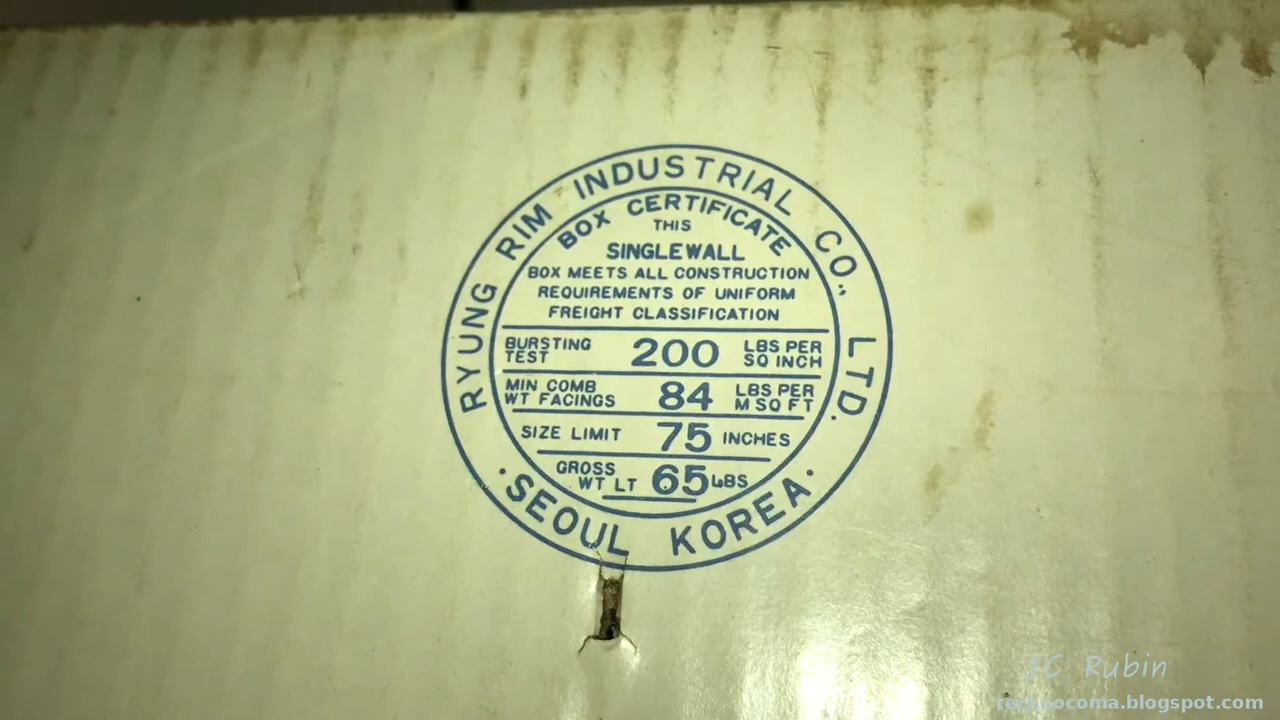 RYUNG RIM INDUSTRIAL CO., LTD.
BOX CERTIFICATE
THIS
SINGLEWALL
BOX MEETS ALL CONSTRUCTION
REQUIREMENTS OF UNIFORM
FREIGHT CLASSIFICATION
BURSTING TEST 200 LBS PER SQ INCH
MIN COMB WT FACINGS 84 LBS PER M SQ FT
SIZE LIMIT 75 INCHES
GROSS WT LT 65 LBS
· SEOUL KOREA ·
JC Rubin
technocoma.blogspot.com